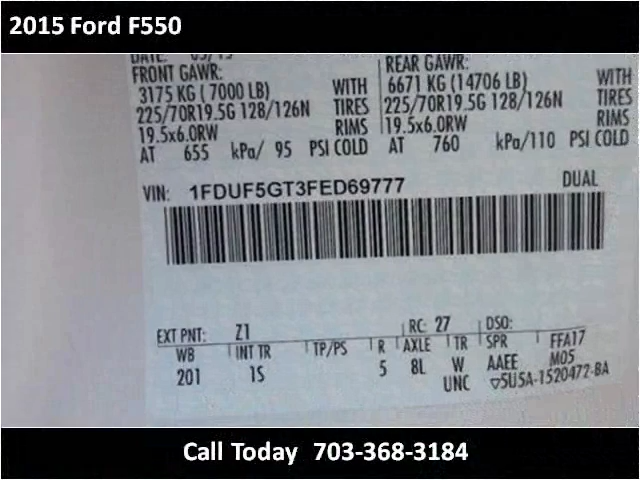 2015 Ford F550
FRONT GAWR:
3175 KG ( 7000 LB) WITH
225/70R19.5G 128/126N TIRES
19.5x6.0RW RIMS
AT 655 kPa/ 95 PSI COLD
REAR GAWR:
6671 KG (14706 LB) WITH
225/70R19.5G 128/126N TIRES
19.5x6.0RW RIMS
AT 760 kPa/110 PSI COLD
VIN: 1FDUF5GT3FED69777 DUAL
EXT PNT: Z1 RC: 27 DSO:
WB INT TR TP/PS R AXLE TR SPR FFA17
201 1S 5 8L W AAEE M05
UNC ▽5U5A-1520472-BA
Call Today 703-368-3184